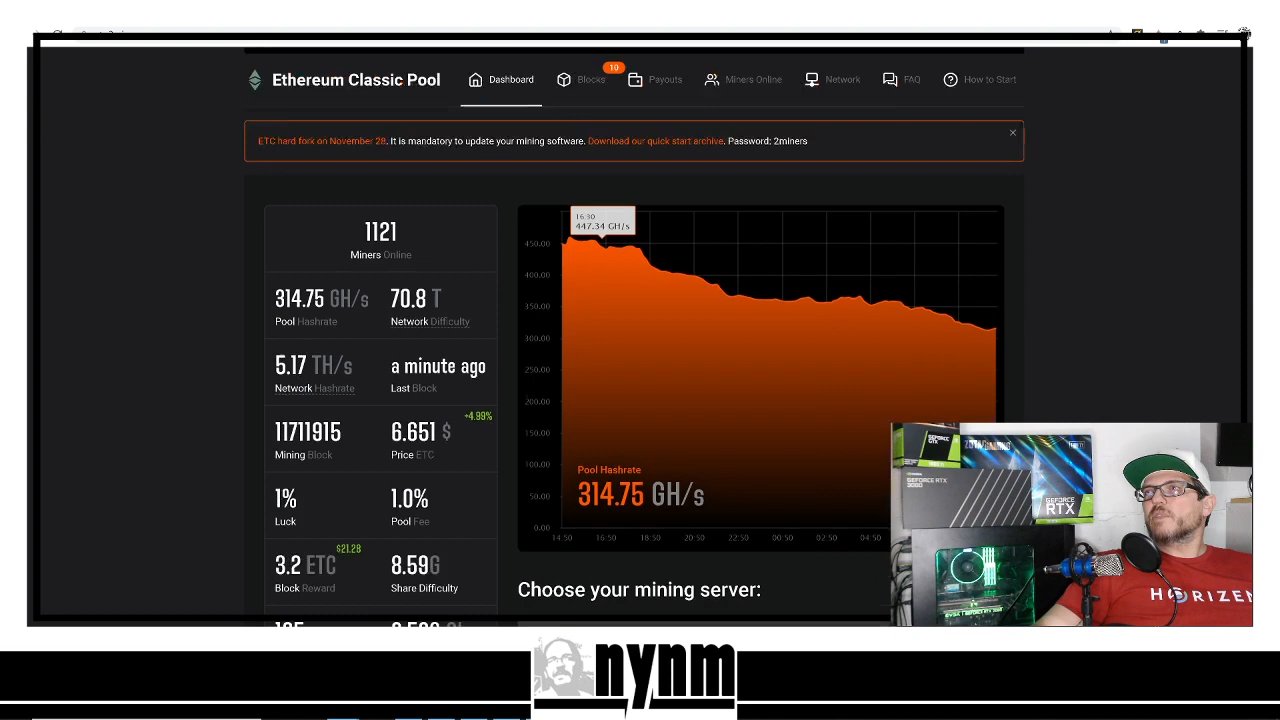 Ethereum Classic Pool
Dashboard
Blocks
10
Payouts
Miners Online
Network
FAQ
How to Start
ETC hard fork on November 28. It is mandatory to update your mining software. Download our quick start archive. Password: 2miners
1121
Miners Online
314.75 GH/s
Pool Hashrate
70.8 T
Network Difficulty
5.17 TH/s
Network Hashrate
a minute ago
Last Block
11711915
Mining Block
+4.99%
6.651 $
Price ETC
1%
Luck
1.0%
Pool Fee
$21.28
3.2 ETC
Block Reward
8.59G
Share Difficulty
16:30
447.34 GH/s
450.00
400.00
350.00
300.00
250.00
200.00
150.00
100.00
50.00
0.00
Pool Hashrate
314.75 GH/s
14:50
16:50
18:50
20:50
22:50
00:50
02:50
04:50
Choose your mining server:
GEFORCE RTX
3080
GEFORCE
RTX
HORIZEN
nynm